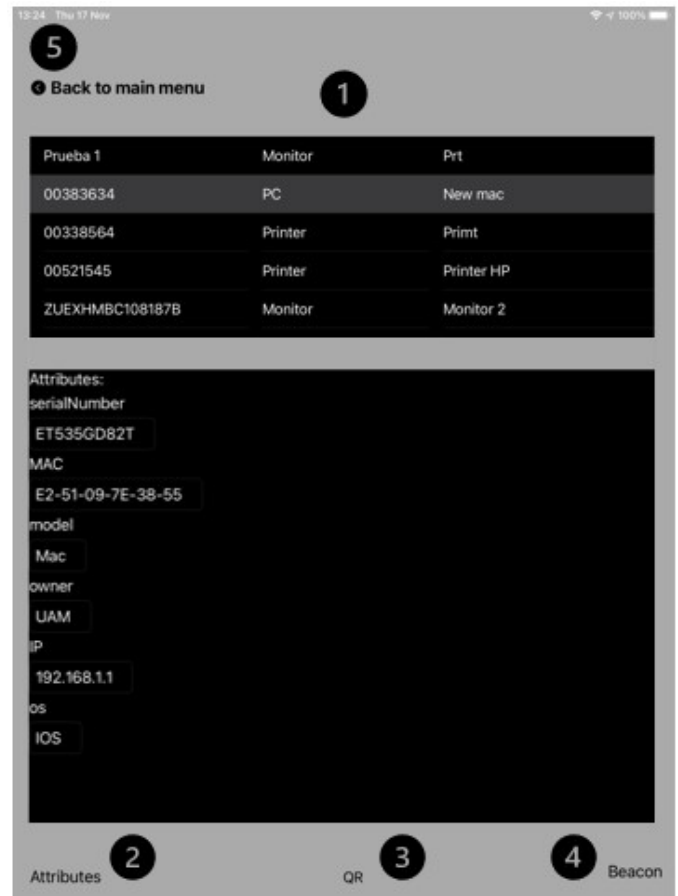 13:24 Thu 17 Nov 100%
5
Back to main menu
1
Prueba 1 Monitor Prt
00383634 PC New mac
00338564 Printer Primt
00521545 Printer Printer HP
ZUEXHMBC108187B Monitor Monitor 2
Attributes:
serialNumber
ET535GD82T
MAC
E2-51-09-7E-38-55
model
Mac
owner
UAM
IP
192.168.1.1
os
IOS
2 3 4
Attributes QR Beacon